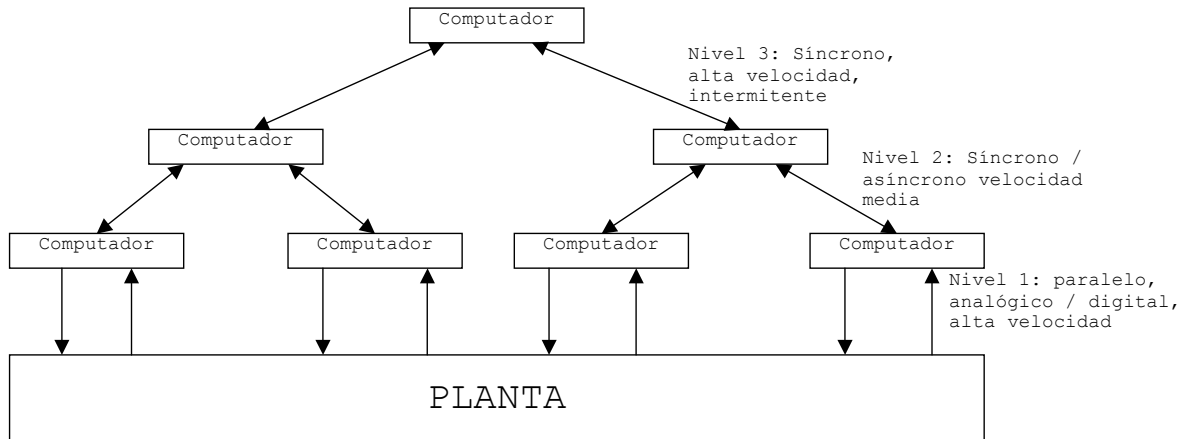 Computador
Nivel 3: Síncrono,
alta velocidad,
intermitente
Computador
Computador
Nivel 2: Síncrono /
asíncrono velocidad
media
Computador
Computador
Computador
Computador
Nivel 1: paralelo,
analógico / digital,
alta velocidad
PLANTA